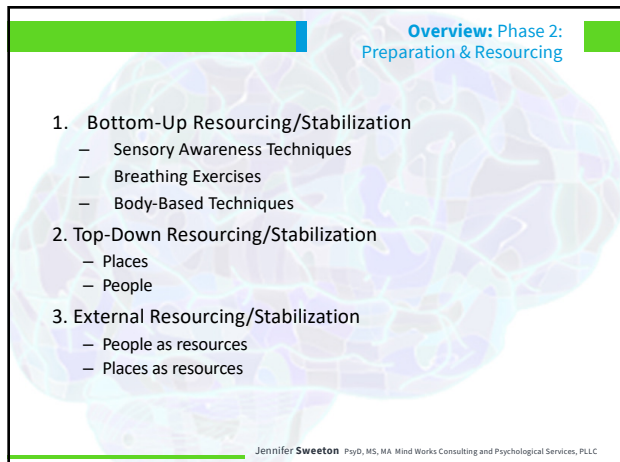 Overview: Phase 2:
Preparation & Resourcing
1. Bottom-Up Resourcing/Stabilization
– Sensory Awareness Techniques
– Breathing Exercises
– Body-Based Techniques
2. Top-Down Resourcing/Stabilization
– Places
– People
3. External Resourcing/Stabilization
– People as resources
– Places as resources
Jennifer Sweeton PsyD, MS, MA Mind Works Consulting and Psychological Services, PLLC